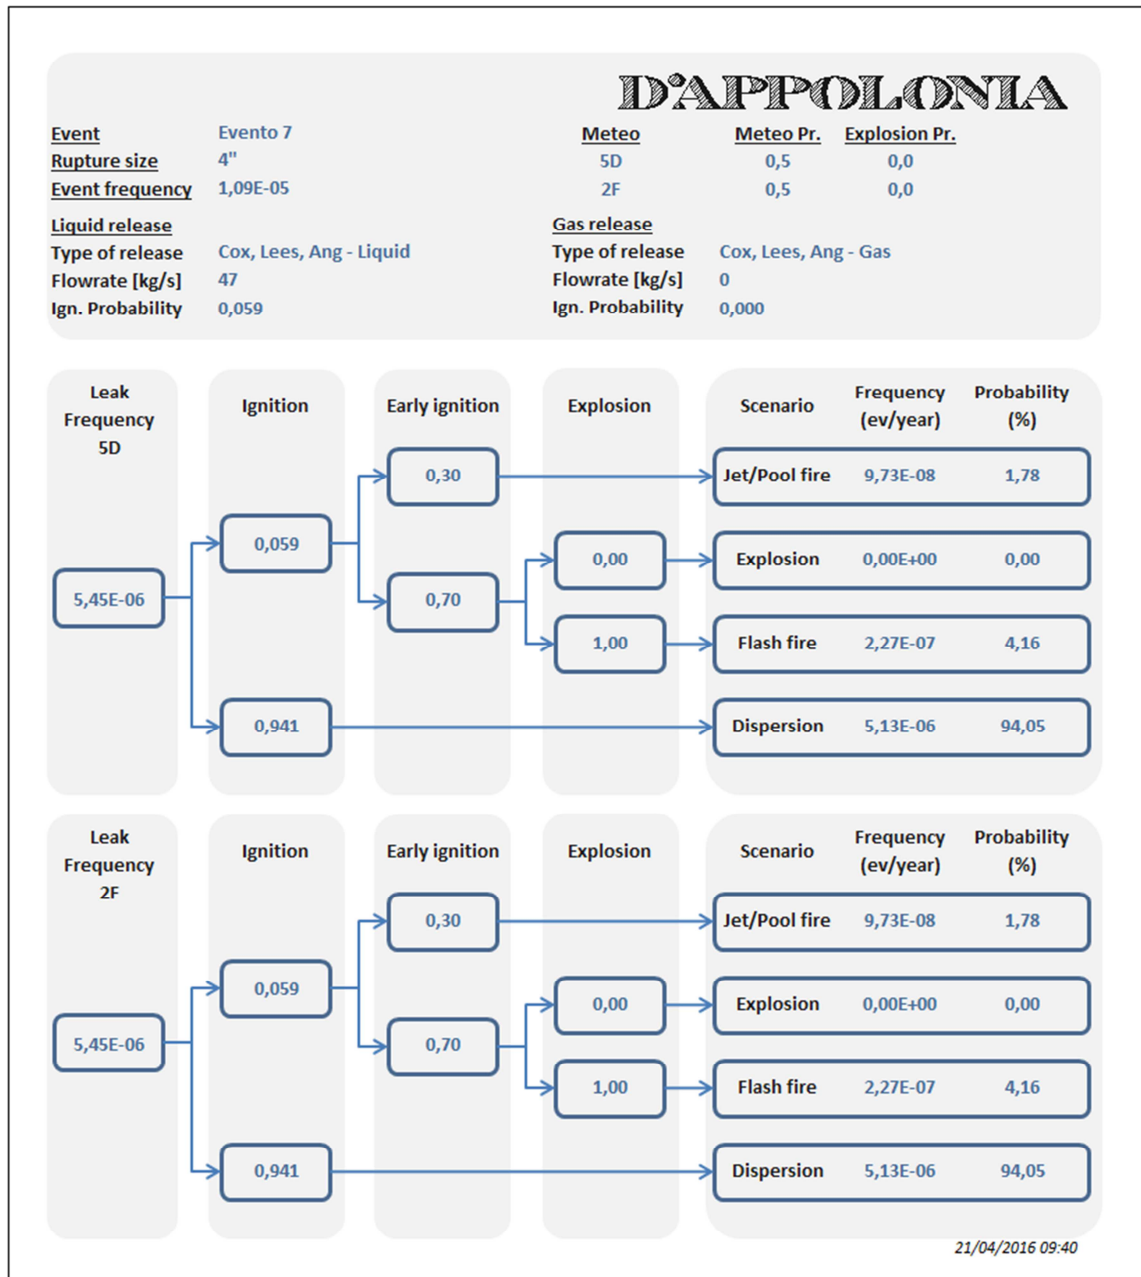 D'APPOLONIA
Event Evento 7 Meteo Meteo Pr. Explosion Pr.
Rupture size 4" 5D 0,5 0,0
Event frequency 1,09E-05 2F 0,5 0,0
Liquid release Gas release
Type of release Cox, Lees, Ang - Liquid Type of release Cox, Lees, Ang - Gas
Flowrate [kg/s] 47 Flowrate [kg/s] 0
Ign. Probability 0,059 Ign. Probability 0,000
Leak
Frequency
5D
Ignition
Early ignition
Explosion
Scenario
Frequency
(ev/year)
Probability
(%)
0,30
Jet/Pool fire 9,73E-08 1,78
0,059
0,00
Explosion 0,00E+00 0,00
5,45E-06
0,70
1,00
Flash fire 2,27E-07 4,16
0,941
Dispersion 5,13E-06 94,05
Leak
Frequency
2F
Ignition
Early ignition
Explosion
Scenario
Frequency
(ev/year)
Probability
(%)
0,30
Jet/Pool fire 9,73E-08 1,78
0,059
0,00
Explosion 0,00E+00 0,00
5,45E-06
0,70
1,00
Flash fire 2,27E-07 4,16
0,941
Dispersion 5,13E-06 94,05
21/04/2016 09:40